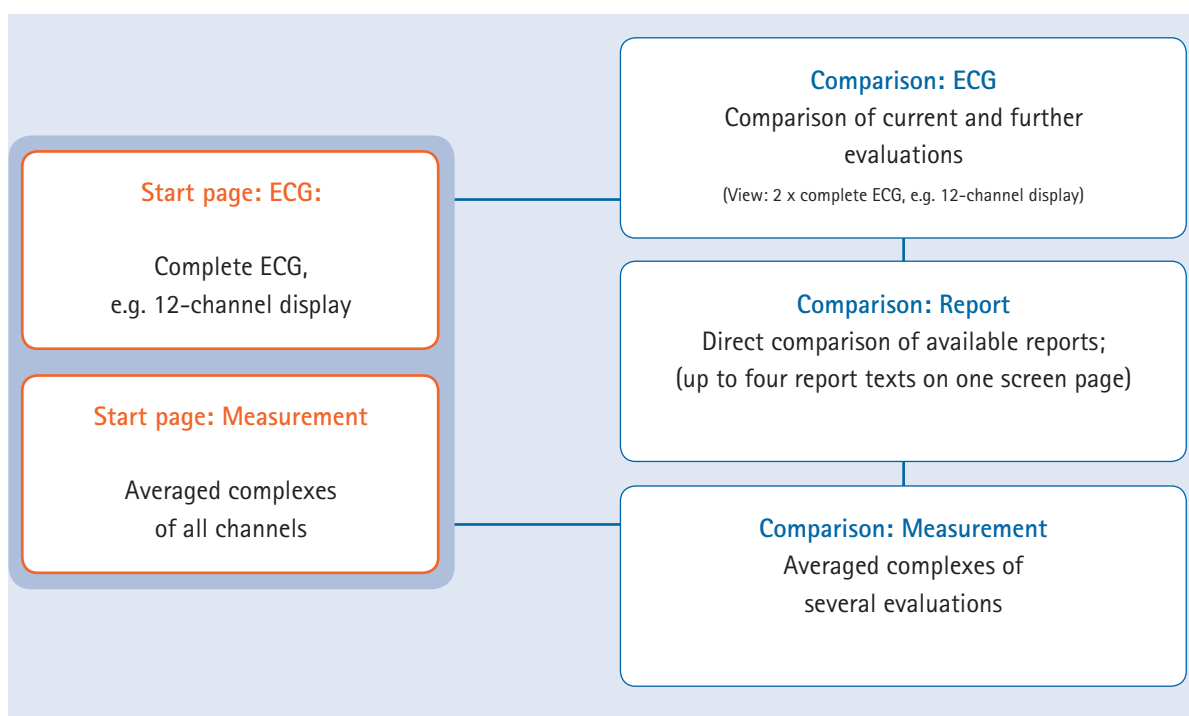 Start page: ECG:
Complete ECG,
e.g. 12-channel display
Start page: Measurement
Averaged complexes
of all channels
Comparison: ECG
Comparison of current and further
evaluations
(View: 2 x complete ECG, e.g. 12-channel display)
Comparison: Report
Direct comparison of available reports;
(up to four report texts on one screen page)
Comparison: Measurement
Averaged complexes of
several evaluations